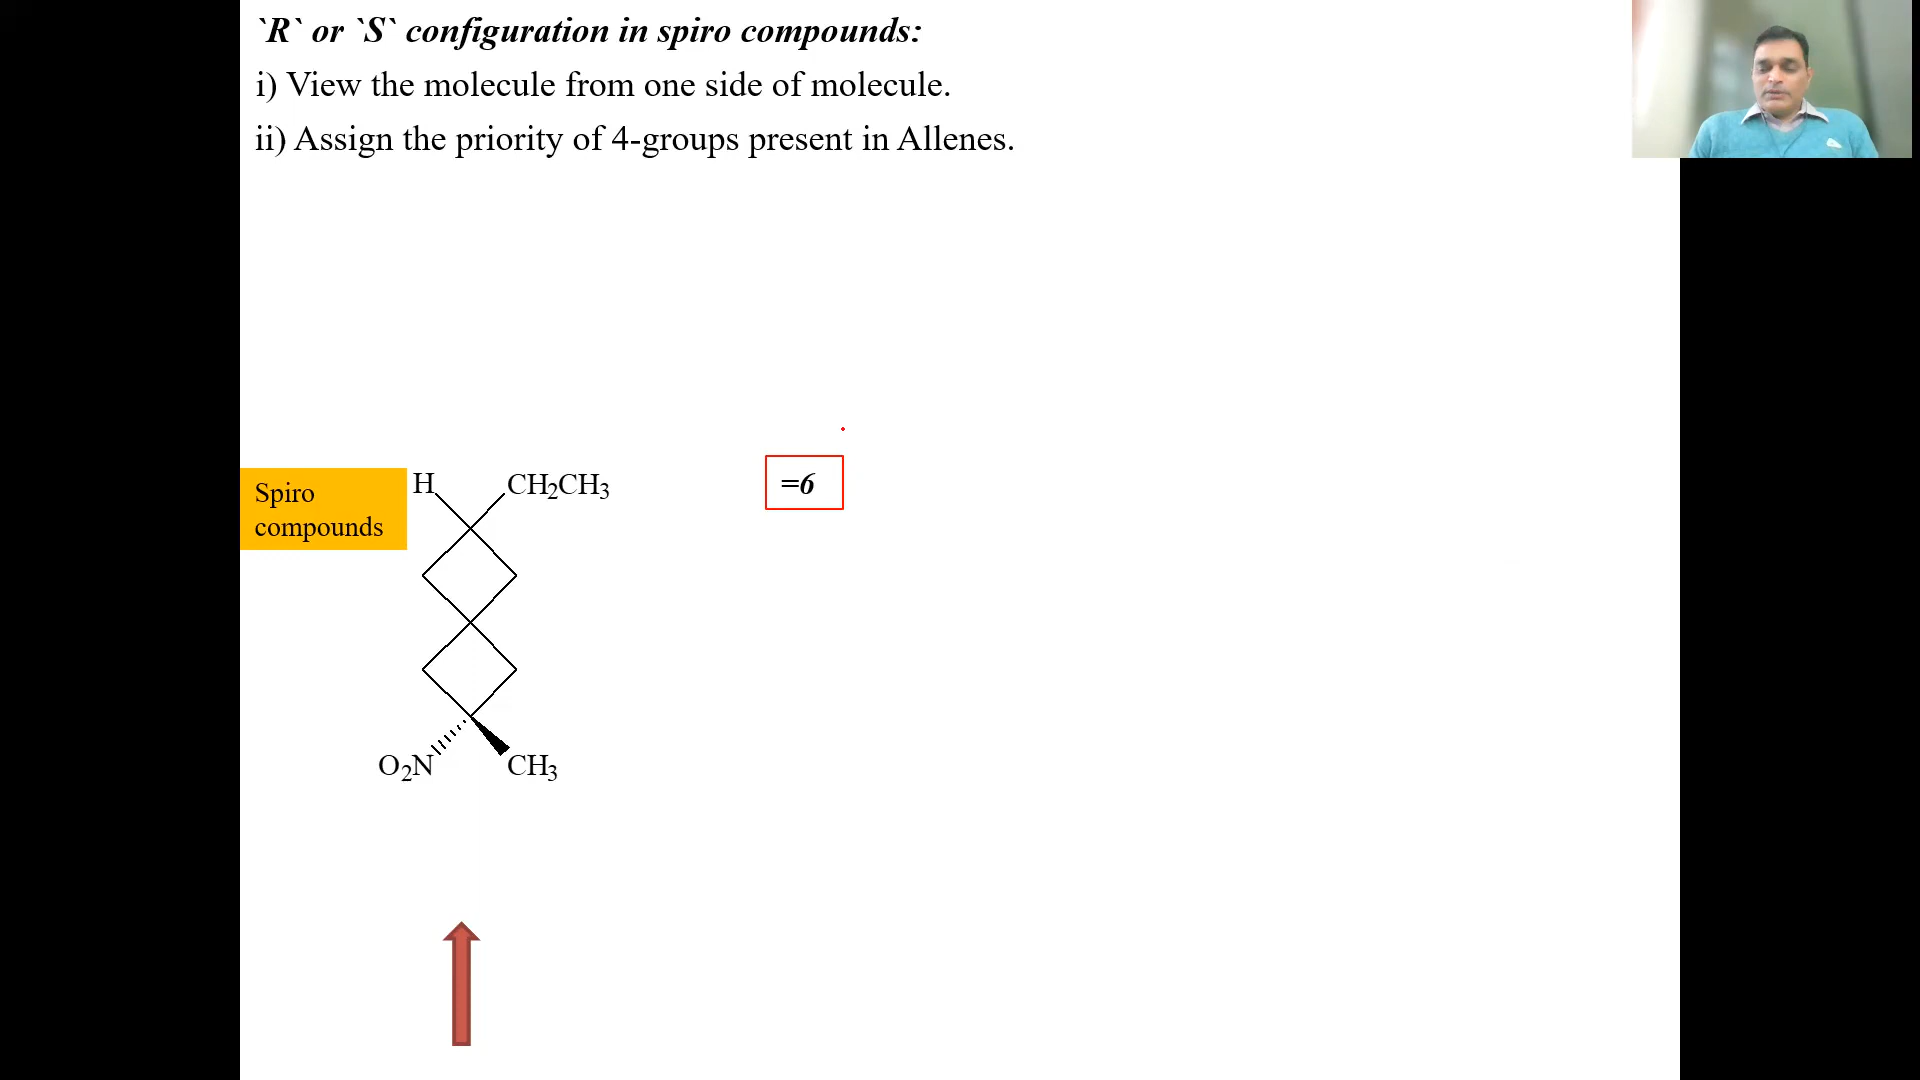 `R` or `S` configuration in spiro compounds:
i) View the molecule from one side of molecule.
ii) Assign the priority of 4-groups present in Allenes.
Spiro
compounds
H
CH2CH3
=6
O2N
CH3